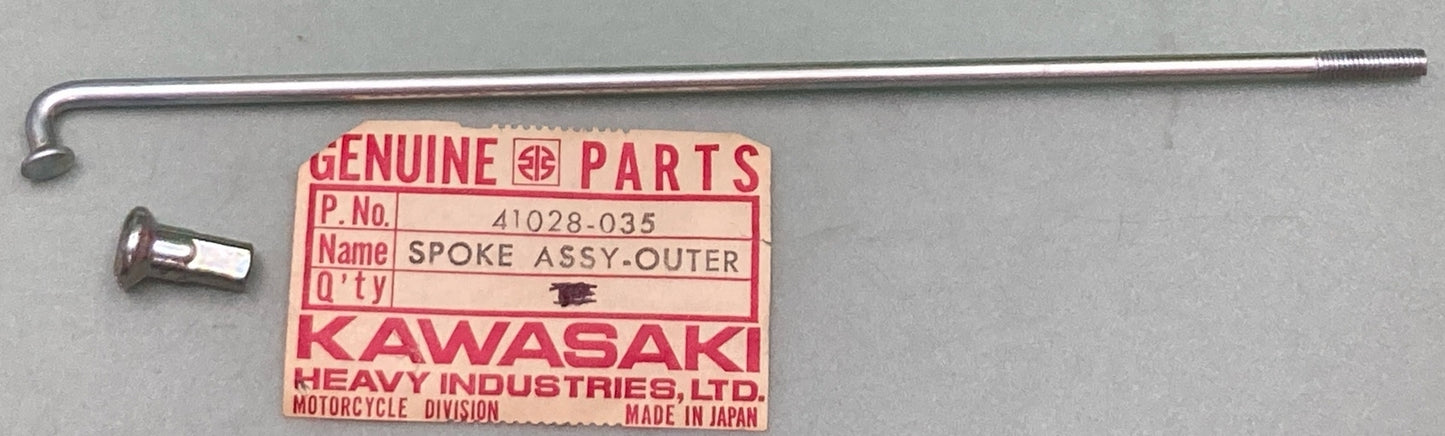 GENUINE PARTS
P. No. 41028-035
Name SPOKE ASSY-OUTER
Q'ty
KAWASAKI
HEAVY INDUSTRIES, LTD.
MOTORCYCLE DIVISION MADE IN JAPAN